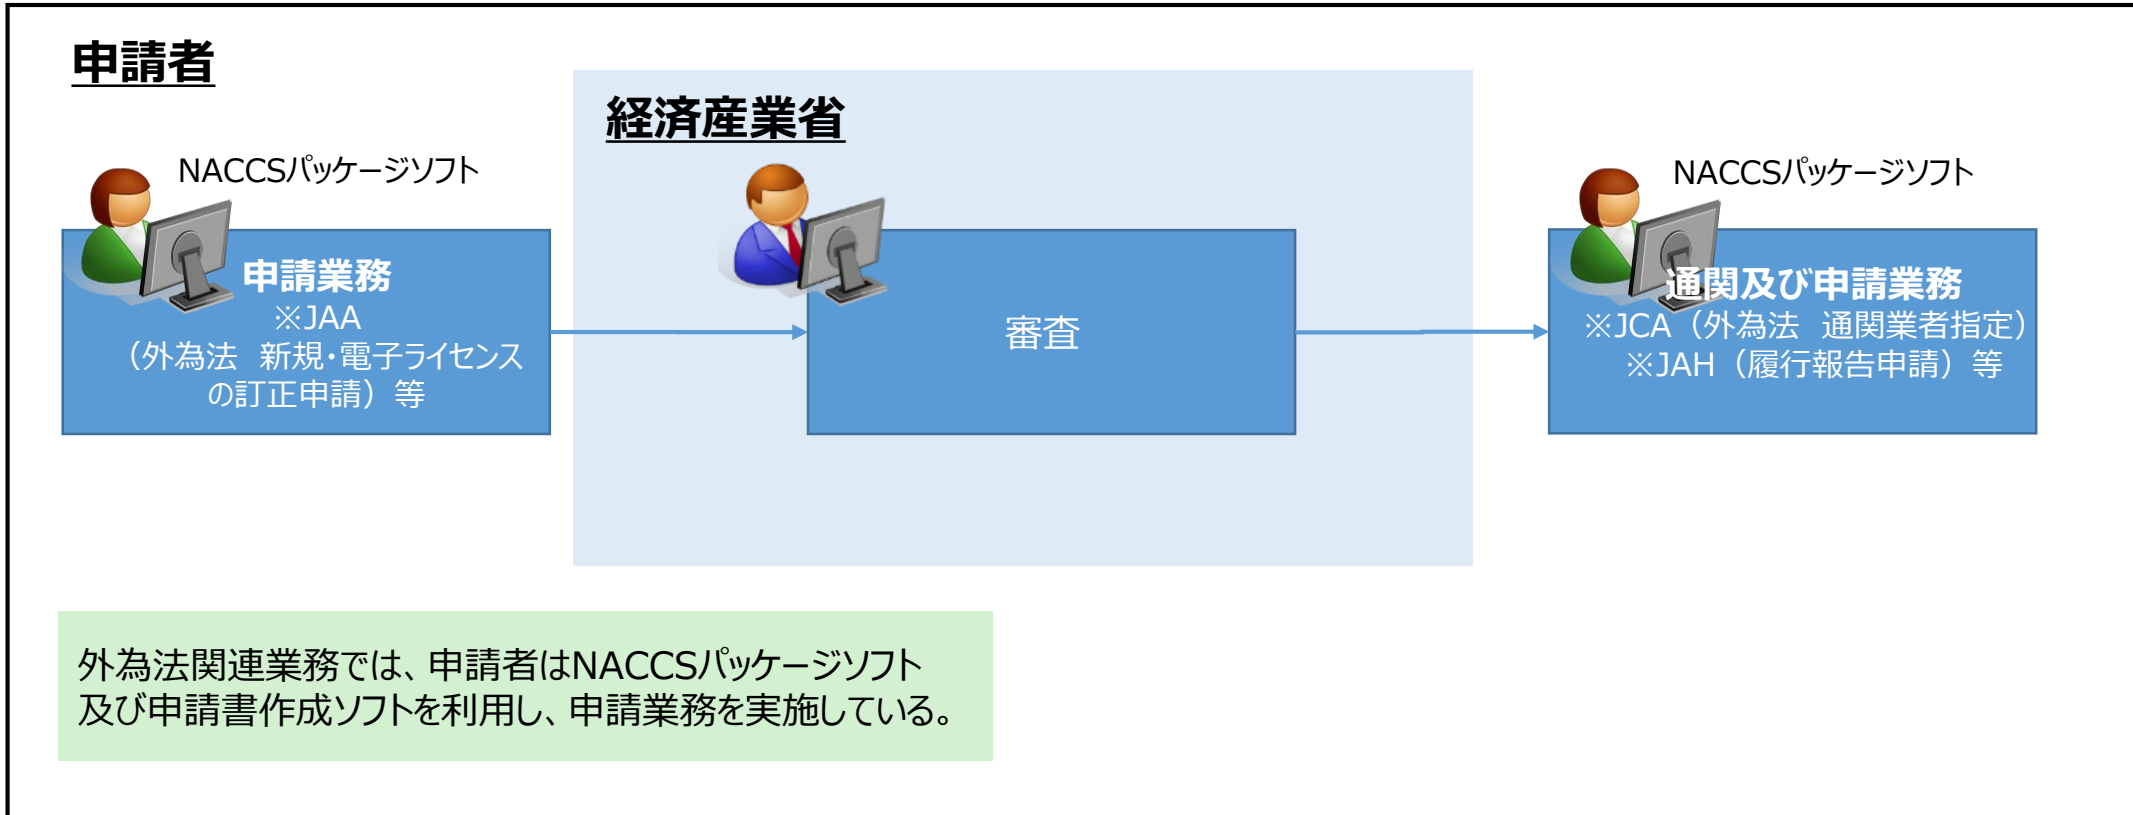 申請者
経済産業省
NACCSパッケージソフト
申請業務
※JAA
（外為法　新規・電子ライセンス
の訂正申請）等
審査
NACCSパッケージソフト
通関及び申請業務
※JCA（外為法　通関業者指定）
※JAH（履行報告申請）等
外為法関連業務では、申請者はNACCSパッケージソフト
及び申請書作成ソフトを利用し、申請業務を実施している。